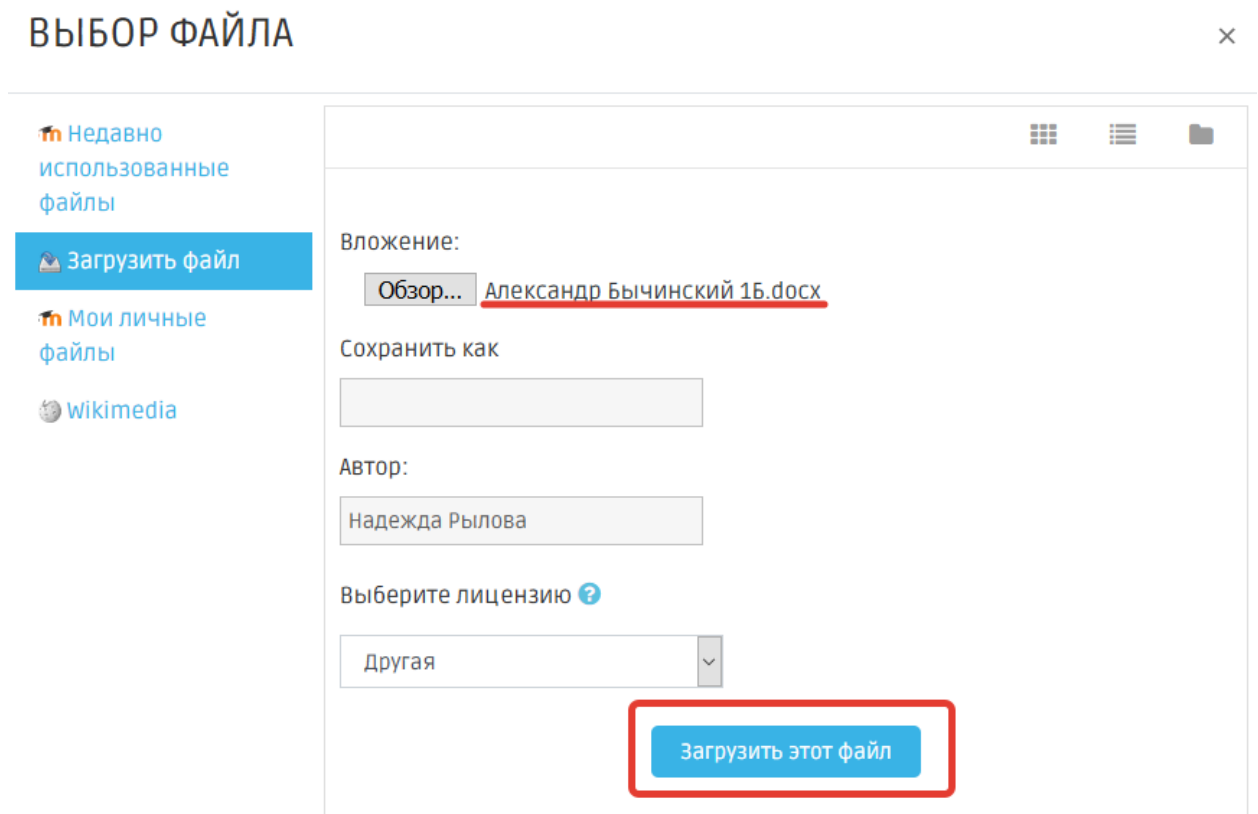 ВЫБОР ФАЙЛА
Недавно
использованные
файлы
Загрузить файл
Мои личные
файлы
Wikimedia
Вложение:
Обзор... Александр Бычинский 1Б.docx
Сохранить как
Автор:
Надежда Рылова
Выберите лицензию
Другая
Загрузить этот файл